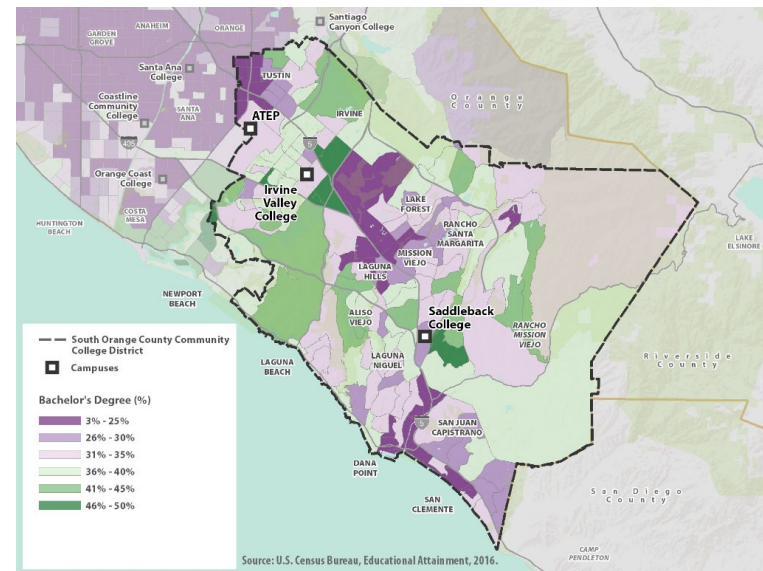 Santiago
Canyon College
ANAHEIM
ORANGE
GARDEN
GROVE
Santa Ana
College
TUSTIN
Orange
County
Coastline
Community
College
SANTA
ANA
ATEP
IRVINE
405
5
Orange Coast
College
Irvine
Valley
College
LAKE
FOREST
COSTA
MESA
RANCHO
SANTA
MARGARITA
HUNTINGTON
BEACH
LAKE
ELSINORE
MISSION
VIEJO
LAGUNA
HILLS
NEWPORT
BEACH
ALISO
VIEJO
Saddleback
College
RANCHO
MISSION
VIEJO
South Orange County Community
College District
Campuses
LAGUNA
BEACH
LAGUNA
NIGUEL
Riverside
County
Bachelor's Degree (%)
3% - 25%
26% - 30%
31% - 35%
36% - 40%
41% - 45%
46% - 50%
5
SAN JUAN
CAPISTRANO
DANA
POINT
San Diego
County
SAN
CLEMENTE
CAMP
PENDLETON
Source: U.S. Census Bureau, Educational Attainment, 2016.